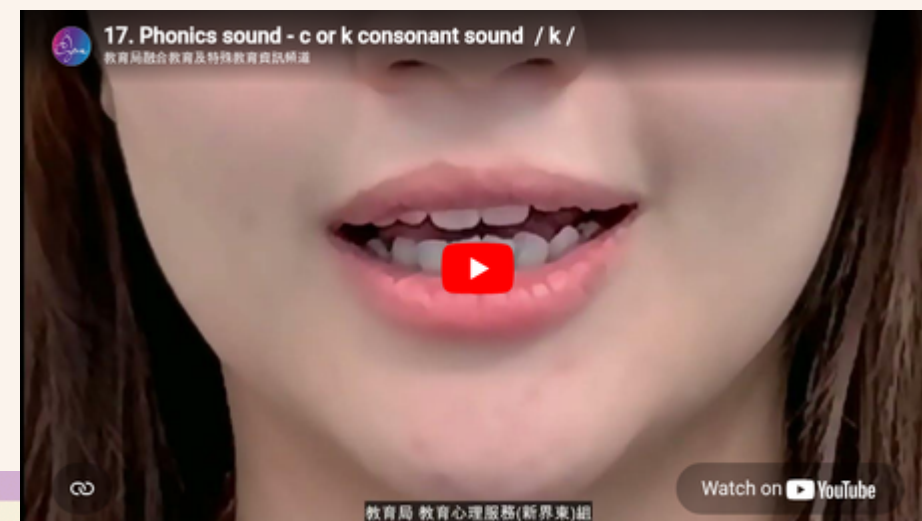 17. Phonics sound - c or k consonant sound / k /
教育局融合教育及特殊教育資訊頻道
Watch on YouTube
教育局 教育心理服務(新界東)組